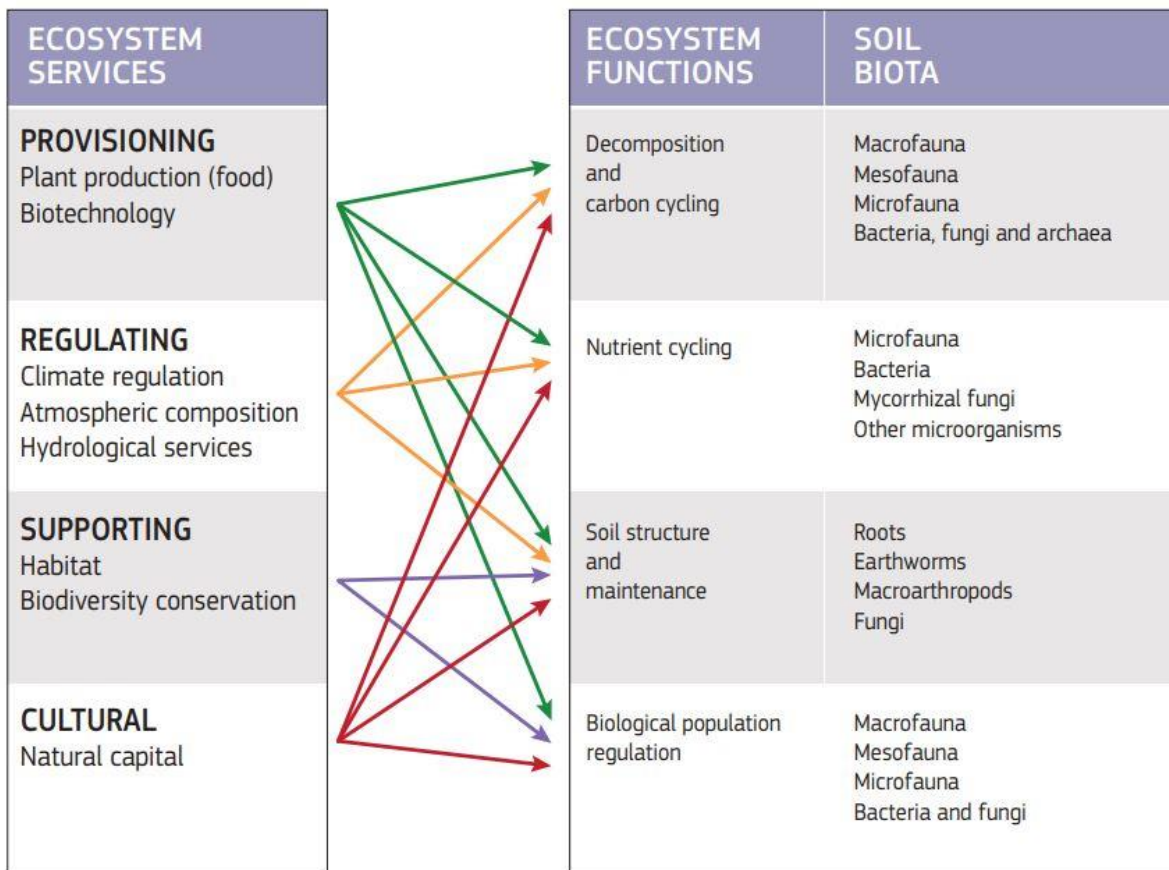 ECOSYSTEM
SERVICES
PROVISIONING
Plant production (food)
Biotechnology
REGULATING
Climate regulation
Atmospheric composition
Hydrological services
SUPPORTING
Habitat
Biodiversity conservation
CULTURAL
Natural capital
ECOSYSTEM
FUNCTIONS
SOIL
BIOTA
Decomposition
and
carbon cycling
Macrofauna
Mesofauna
Microfauna
Bacteria, fungi and archaea
Nutrient cycling
Microfauna
Bacteria
Mycorrhizal fungi
Other microorganisms
Soil structure
and
maintenance
Roots
Earthworms
Macroarthropods
Fungi
Biological population
regulation
Macrofauna
Mesofauna
Microfauna
Bacteria and fungi